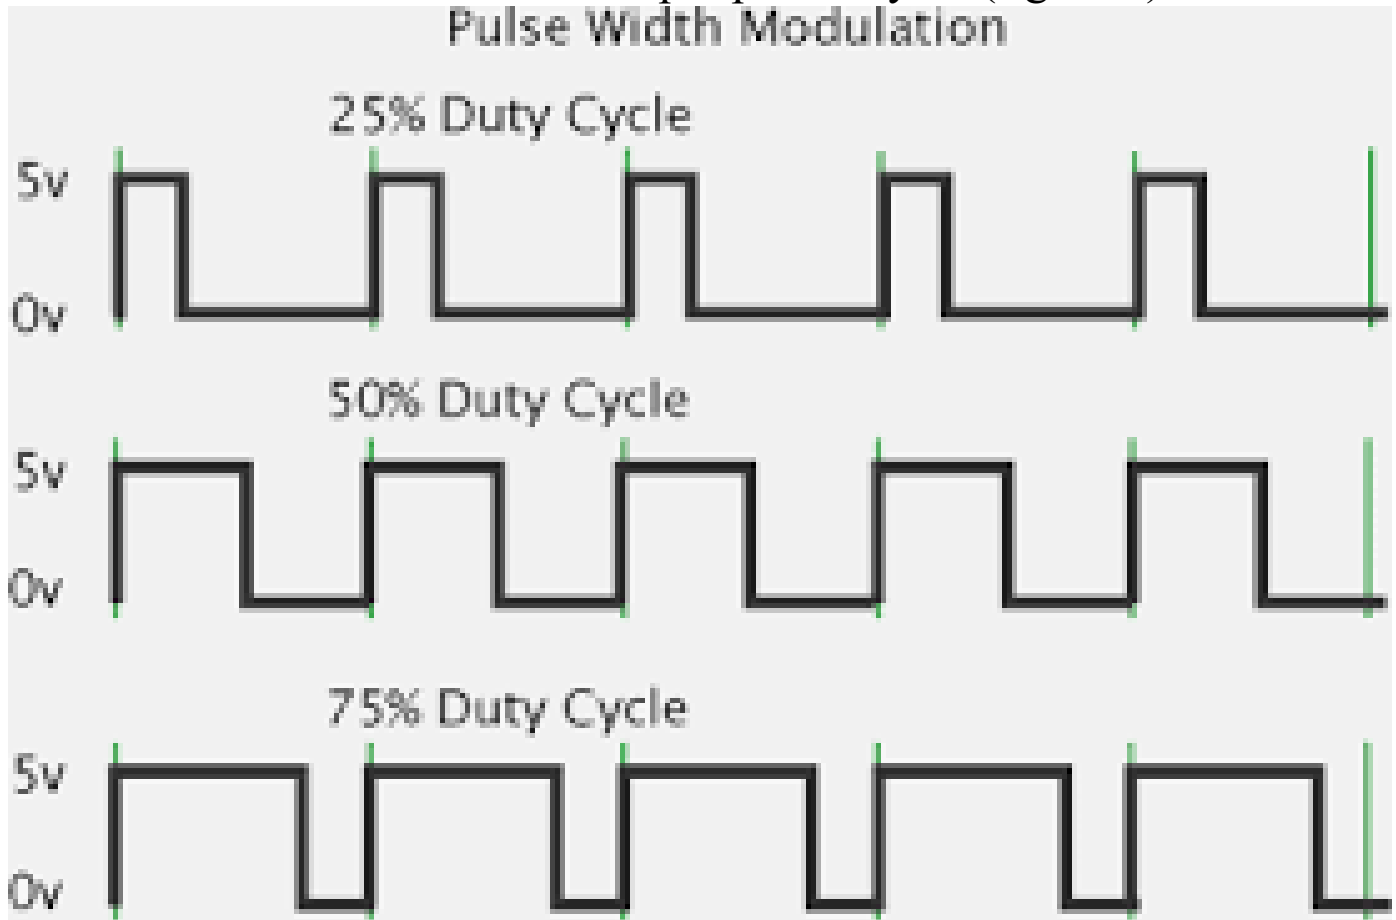 Pulse Width Modulation
25% Duty Cycle
5v
0v
50% Duty Cycle
5v
0v
75% Duty Cycle
5v
0v